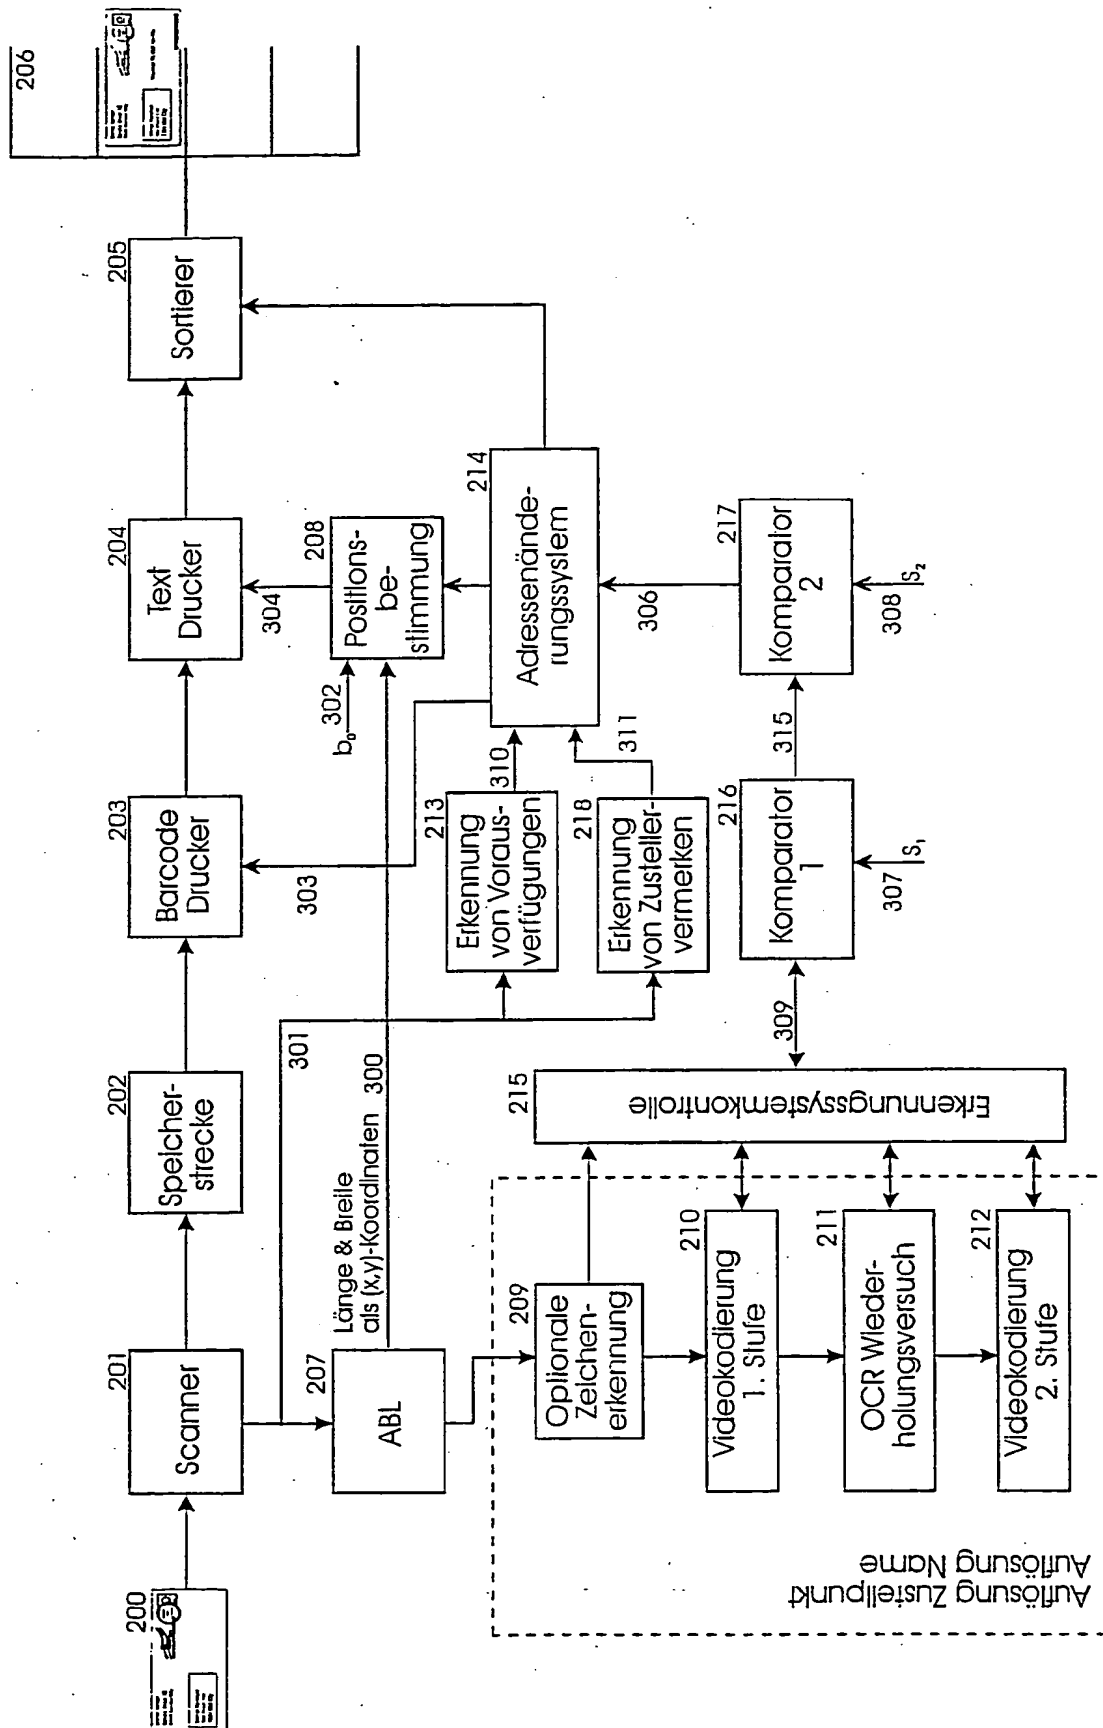 200
201
Scanner
202
Speicher-
strecke
203
Barcode
Drucker
204
Text
Drucker
205
Sortierer
206
207
ABL
Länge & Breile
als (x,y)-Koordinaten 300
301
303
b₀ 302
304
208
Positions-
be-
stimmung
213
Erkennung
von Voraus-
verfügungen
310
218
Erkennung
von Zusteller-
vermerken
311
214
Adressenände-
rungssyslem
306
209
Oplionale
Zeichen-
erkennung
210
Videokodierung
1. Stufe
211
OCR Wieder-
holungsversuch
212
Videokodierung
2. Stufe
Auflösung Zustellpunkt
Auflösung Name
215
Erkennungssystemkontrolle
309
216
Komparator
1
307 S₁
315
217
Komparator
2
308 S₂